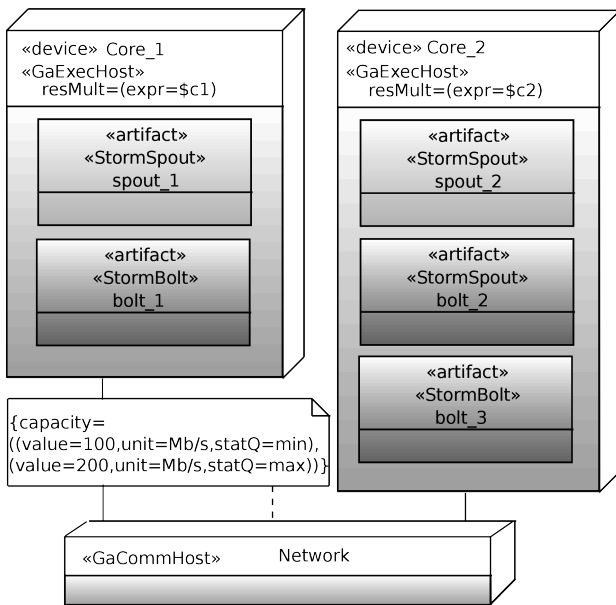 «device» Core_1
«GaExecHost»
resMult=(expr=$c1)
«artifact»
«StormSpout»
spout_1
«artifact»
«StormBolt»
bolt_1
«device» Core_2
«GaExecHost»
resMult=(expr=$c2)
«artifact»
«StormSpout»
spout_2
«artifact»
«StormSpout»
bolt_2
«artifact»
«StormBolt»
bolt_3
{capacity=
((value=100,unit=Mb/s,statQ=min),
(value=200,unit=Mb/s,statQ=max))}
«GaCommHost» Network